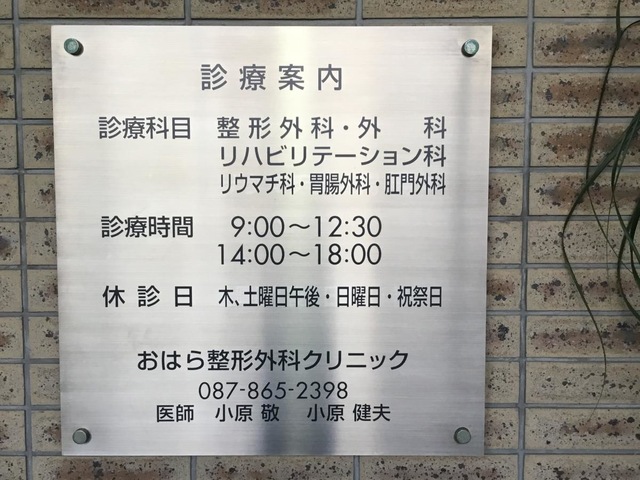 診療案内
診療科目 整形外科・外 科
リハビリテーション科
リウマチ科・胃腸外科・肛門外科
診療時間 9:00～12:30
14:00～18:00
休診日 木、土曜日午後・日曜日・祝祭日
おはら整形外科クリニック
087-865-2398
医師 小原 敬 小原 健夫